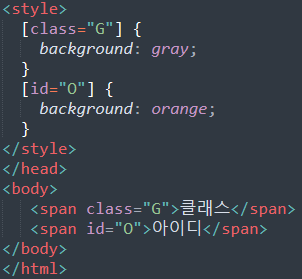 <style>
[class="G"] {
background: gray;
}
[id="O"] {
background: orange;
}
</style>
</head>
<body>
<span class="G">클래스</span>
<span id="O">아이디</span>
</body>
</html>